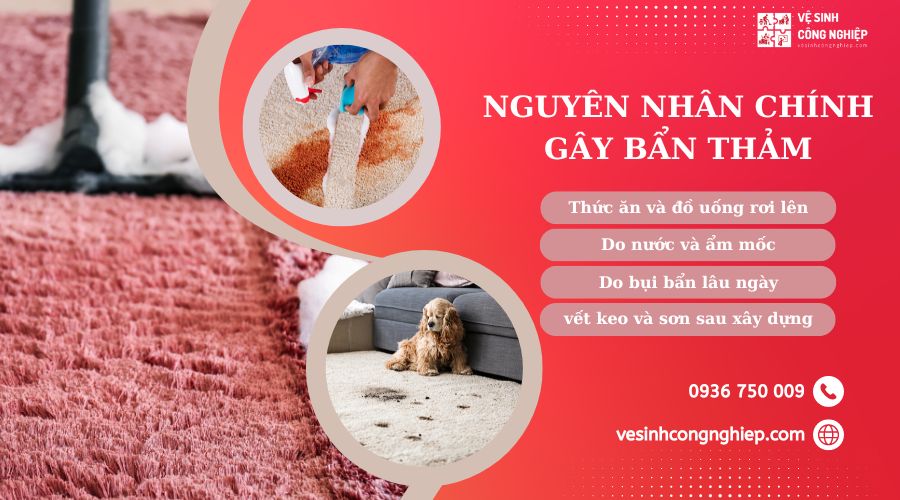 VỆ SINH
CÔNG NGHIỆP
vesinhcongnghiep.com
NGUYÊN NHÂN CHÍNH
GÂY BẨN THẢM
Thức ăn và đồ uống rơi lên
Do nước và ẩm mốc
Do bụi bẩn lâu ngày
vết keo và sơn sau xây dựng
0936 750 009
vesinhcongnghiep.com